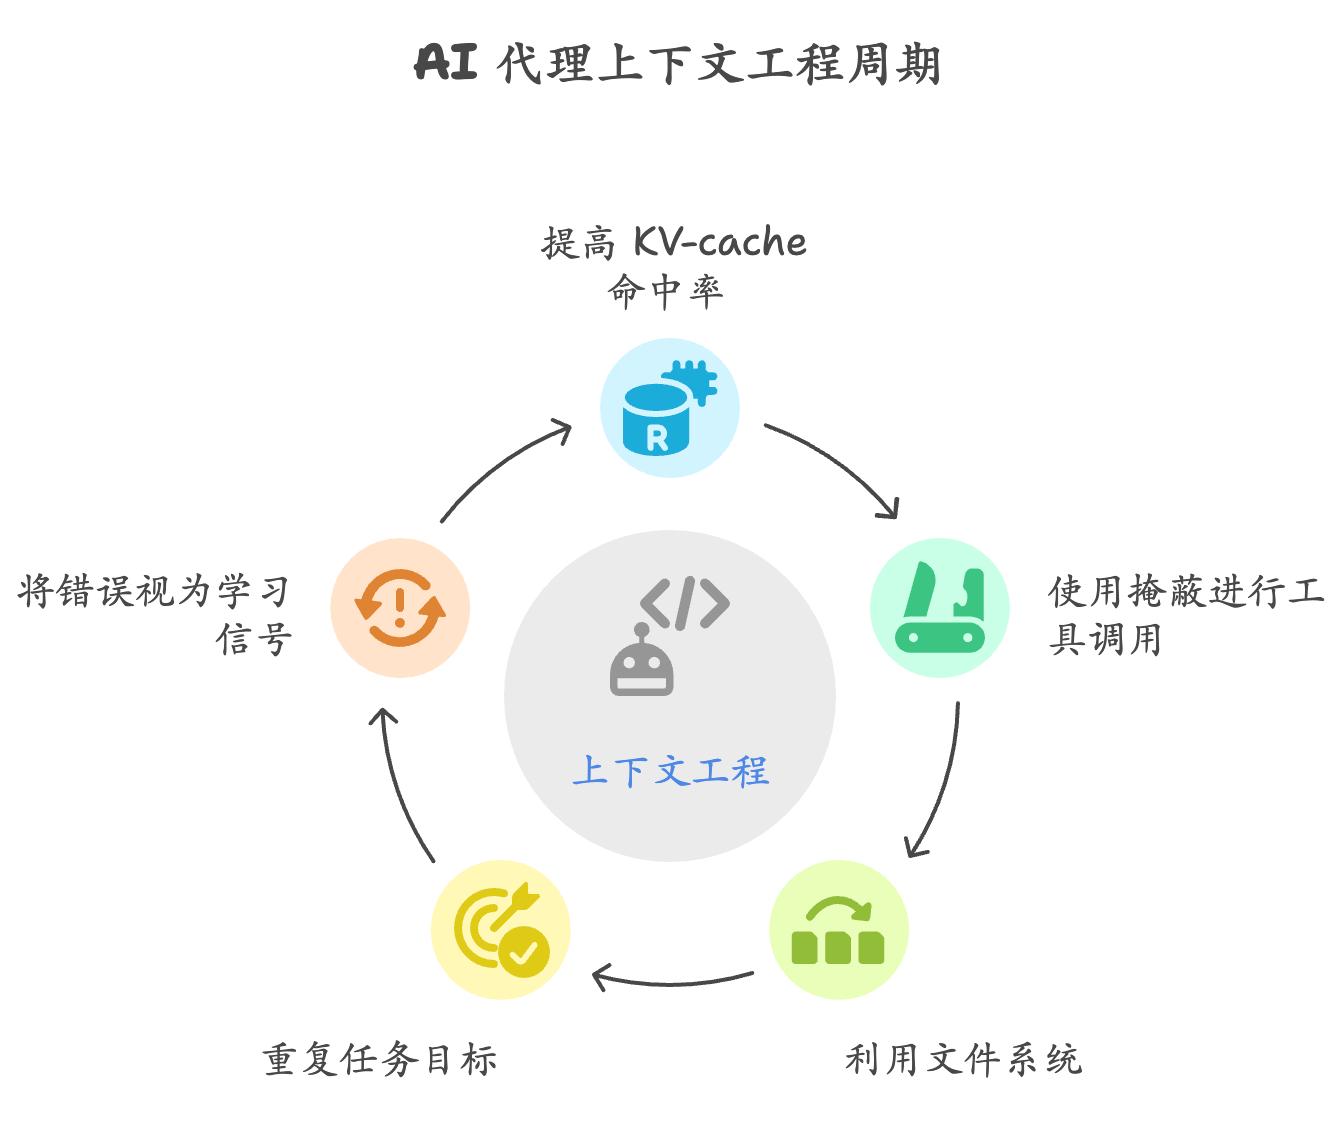 AI 代理上下文工程周期
提高 KV-cache
命中率
R
将错误视为学习
信号
使用掩蔽进行工
具调用
</>
上下文工程
重复任务目标
利用文件系统